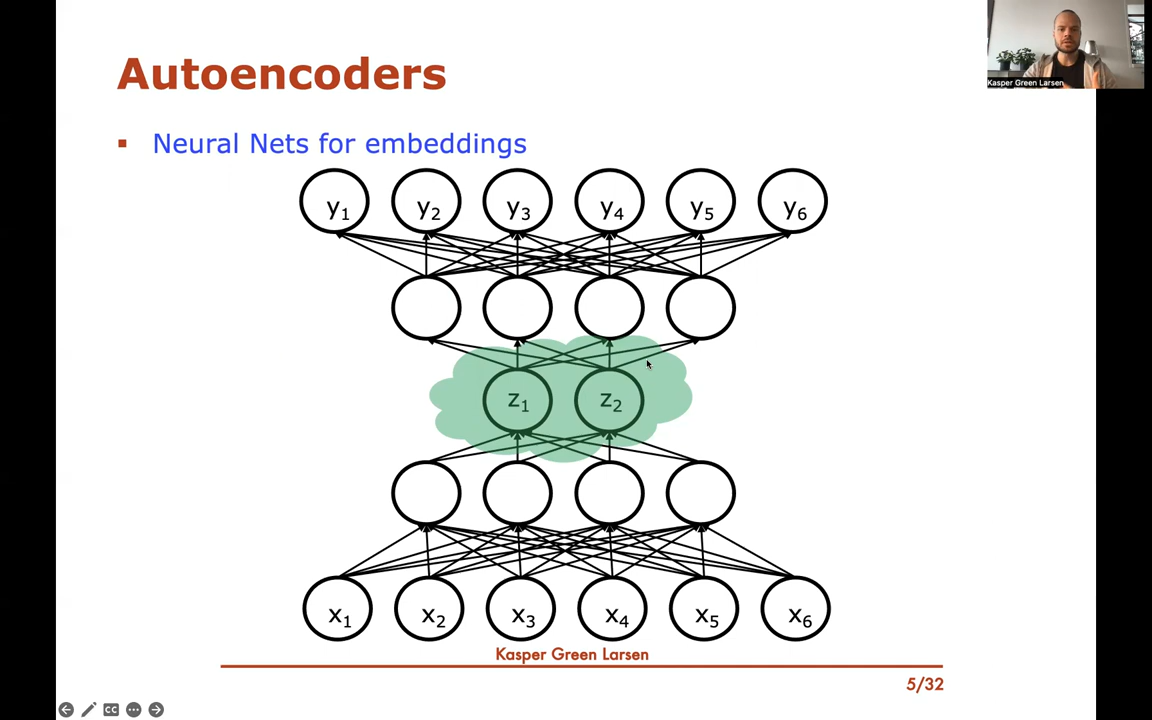 Autoencoders
Kasper Green Larsen
▪ Neural Nets for embeddings
y₁ y₂ y₃ y₄ y₅ y₆
z₁ z₂
x₁ x₂ x₃ x₄ x₅ x₆
Kasper Green Larsen
5/32
CC